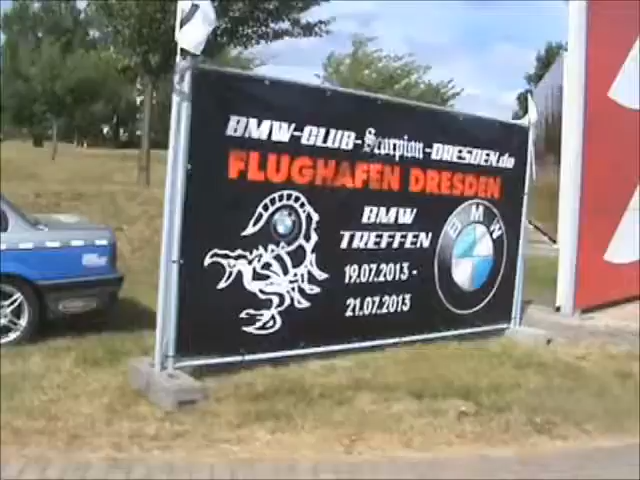 BMW-CLUB-Scorpion-DRESDEN.de
FLUGHAFEN DRESDEN
BMW
TREFFEN
19.07.2013 -
21.07.2013
BMW